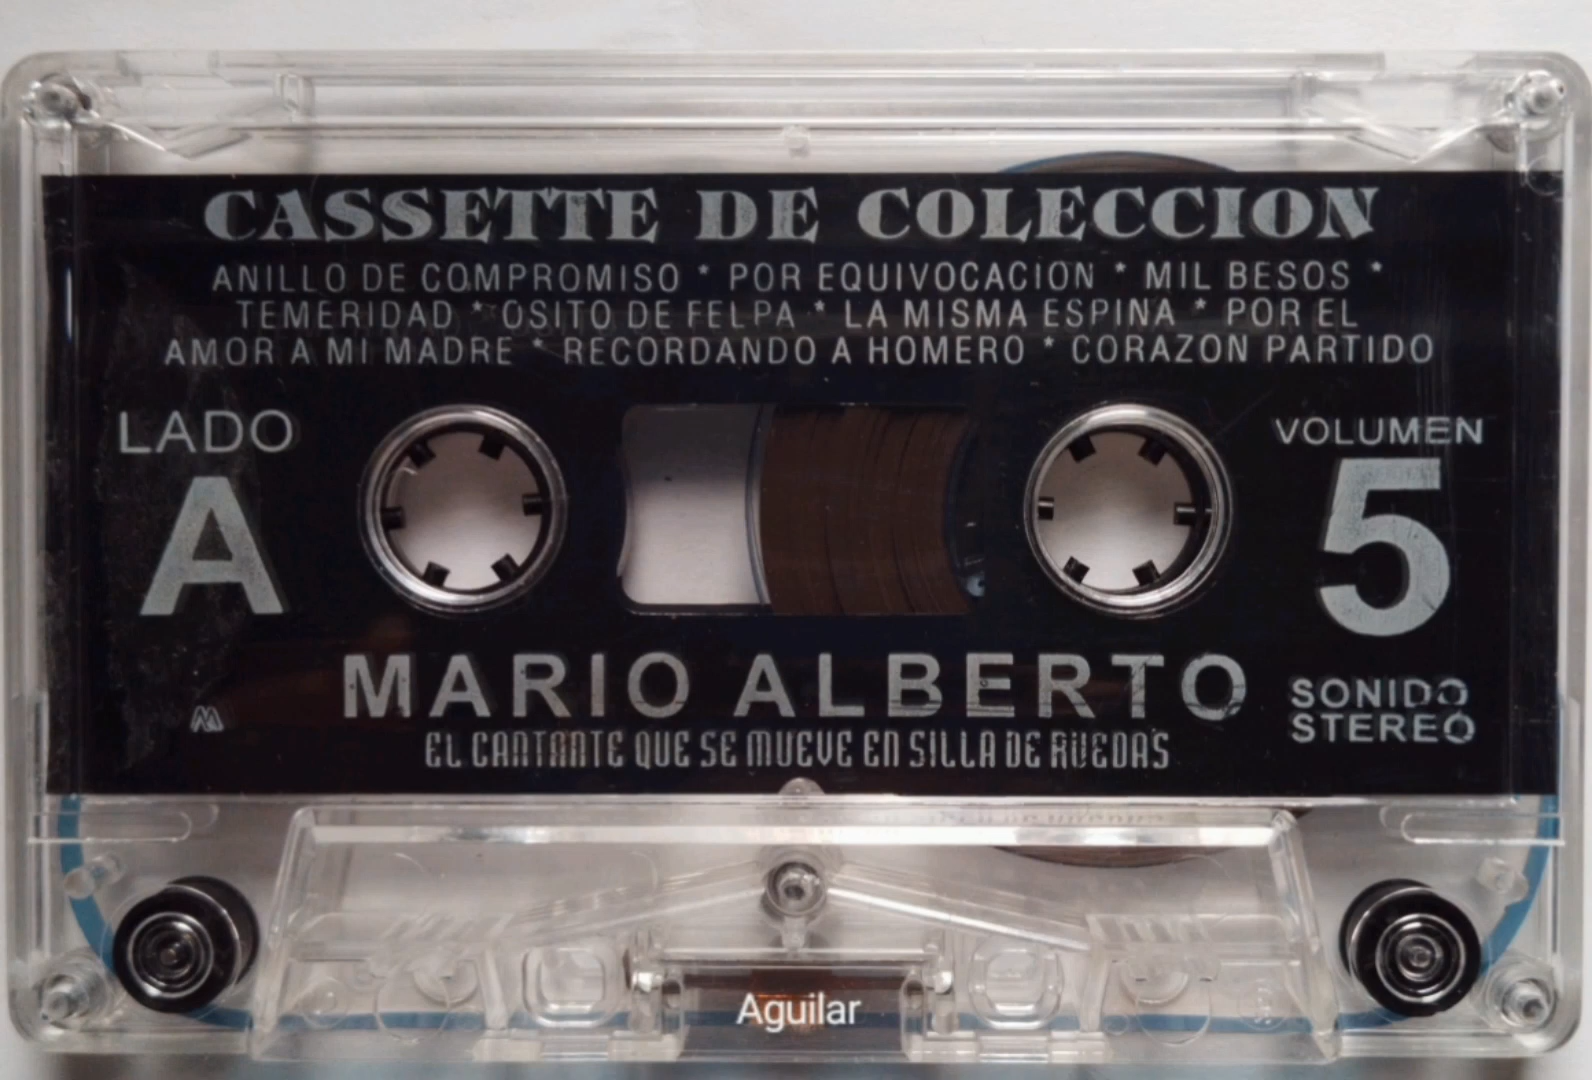 CASSETTE DE COLECCION
ANILLO DE COMPROMISO * POR EQUIVOCACION * MIL BESOS *
TEMERIDAD * OSITO DE FELPA * LA MISMA ESPINA * POR EL
AMOR A MI MADRE * RECORDANDO A HOMERO * CORAZON PARTIDO
LADO
A
VOLUMEN
5
MARIO ALBERTO
EL CANTANTE QUE SE MUEVE EN SILLA DE RUEDAS
SONIDO
STEREO
Aguilar